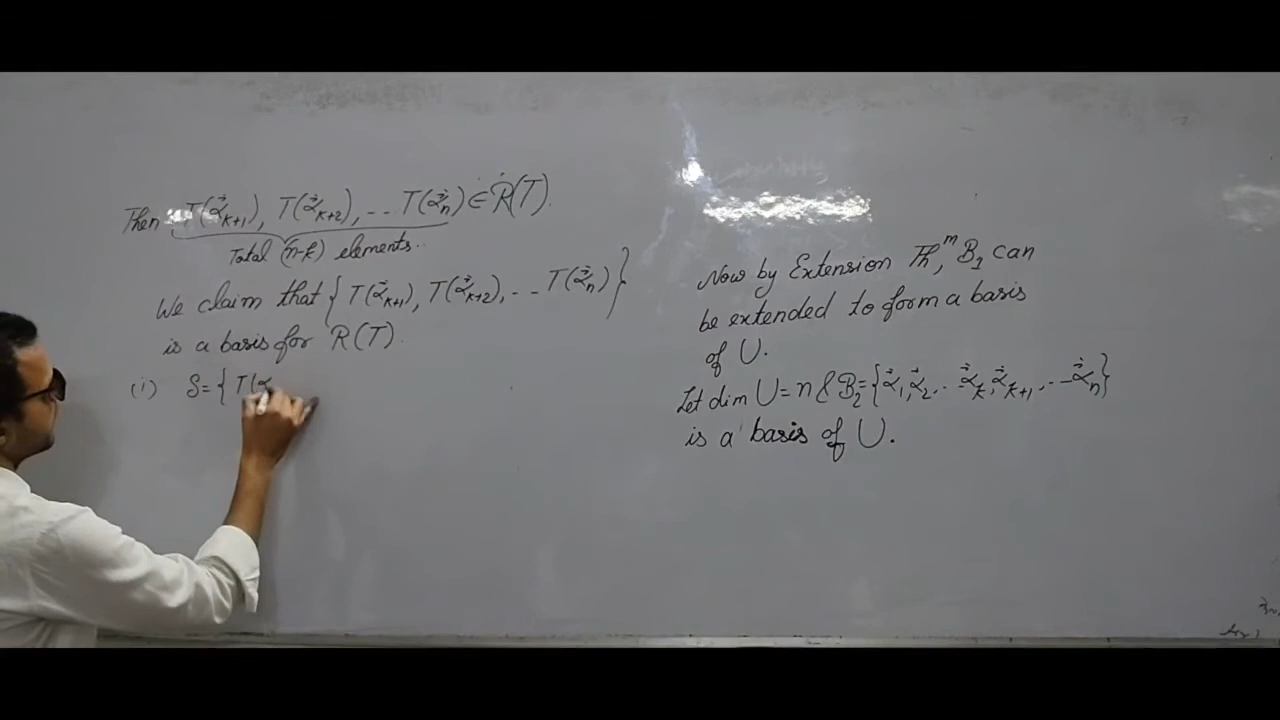 Then T(α⃗ₖ₊₁), T(α⃗ₖ₊₂), -- T(α⃗ₙ) ∈ R(T).
Total (n-k) elements..
We claim that {T(α⃗ₖ₊₁), T(α⃗ₖ₊₂), -- T(α⃗ₙ)}
is a basis for R(T).
(i) S = { T(α
Now by Extension Thᵐ, B₁ can
be extended to form a basis
of U.
Let dim U = n & B₂ = {α⃗₁, α⃗₂, .. α⃗ₖ, α⃗ₖ₊₁, .. - α⃗ₙ}
is a basis of U.